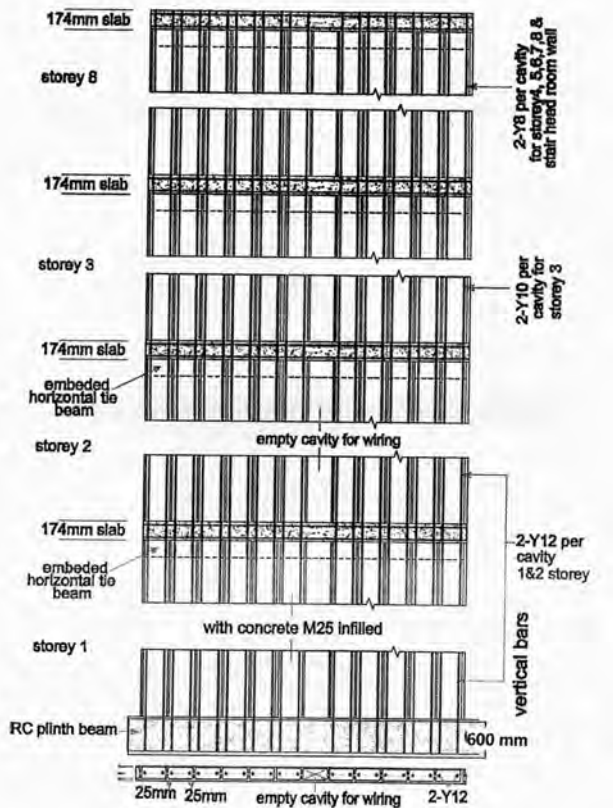 174mm slab
storey 8
2-Y8 per cavity
for storey4, 5,6,7,8 &
stair head room wall
174mm slab
storey 3
2-Y10 per
cavity for
storey 3
174mm slab
embeded
horizontal tie
beam
empty cavity for wiring
storey 2
174mm slab
embeded
horizontal tie
beam
2-Y12 per
cavity
1&2 storey
with concrete M25 infilled
storey 1
vertical bars
RC plinth beam
600 mm
25mm
25mm
empty cavity for wiring
2-Y12